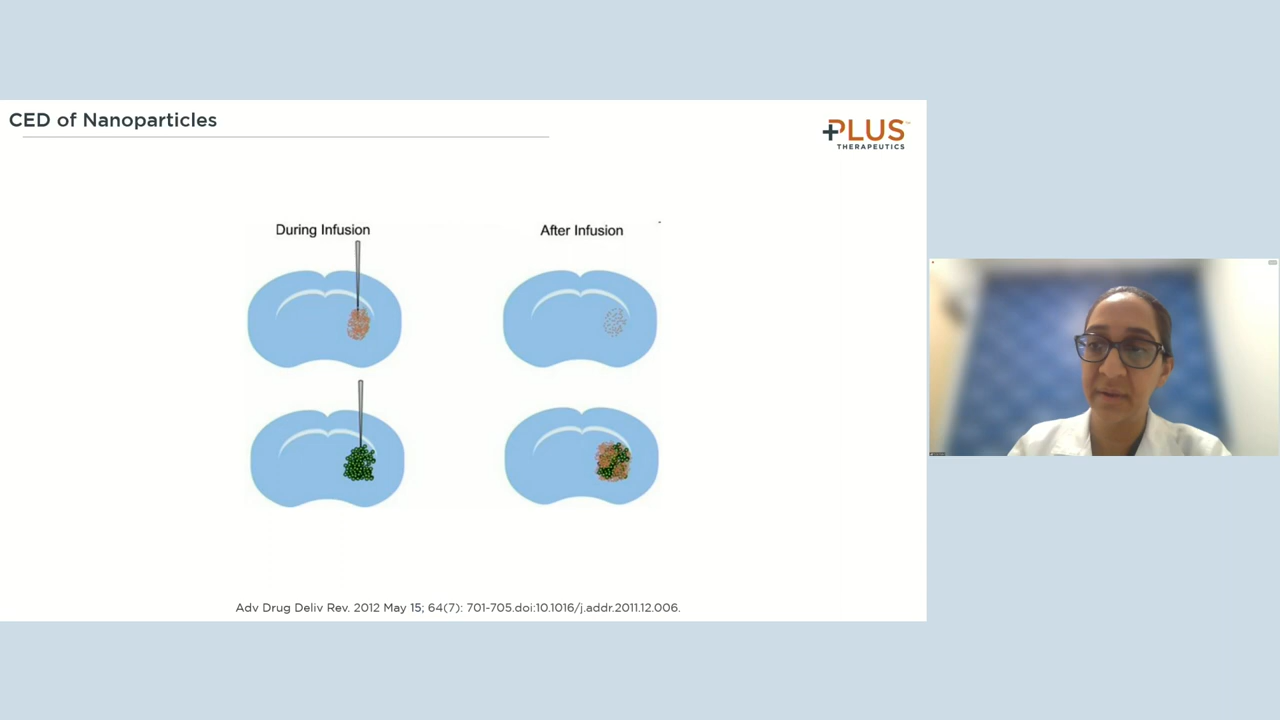 CED of Nanoparticles
PLUS
THERAPEUTICS
During Infusion
After Infusion
Adv Drug Deliv Rev. 2012 May 15; 64(7): 701-705.doi:10.1016/j.addr.2011.12.006.